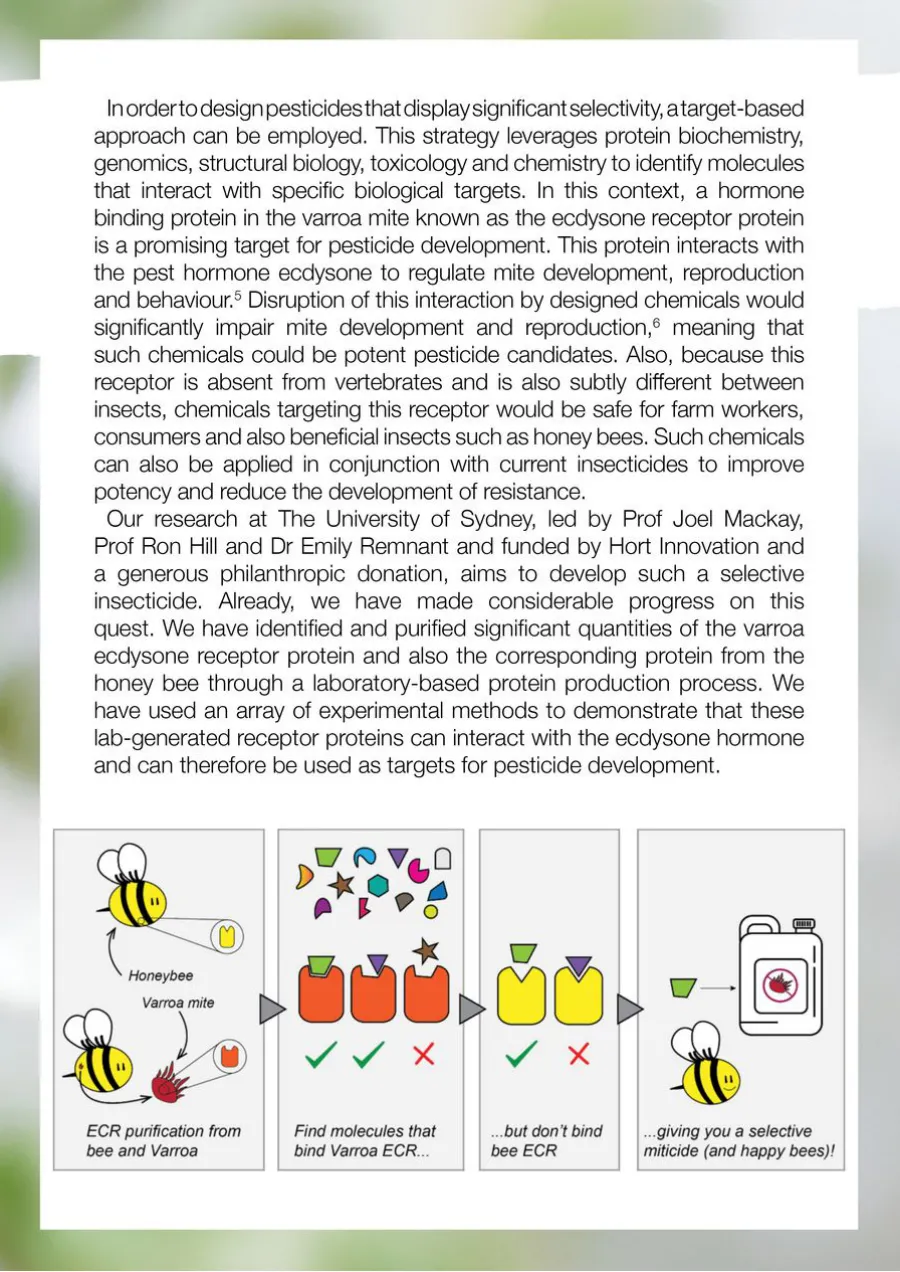 In order to design pesticides that display significant selectivity, a target-based
approach can be employed. This strategy leverages protein biochemistry,
genomics, structural biology, toxicology and chemistry to identify molecules
that interact with specific biological targets. In this context, a hormone
binding protein in the varroa mite known as the ecdysone receptor protein
is a promising target for pesticide development. This protein interacts with
the pest hormone ecdysone to regulate mite development, reproduction
and behaviour.⁵ Disruption of this interaction by designed chemicals would
significantly impair mite development and reproduction,⁶ meaning that
such chemicals could be potent pesticide candidates. Also, because this
receptor is absent from vertebrates and is also subtly different between
insects, chemicals targeting this receptor would be safe for farm workers,
consumers and also beneficial insects such as honey bees. Such chemicals
can also be applied in conjunction with current insecticides to improve
potency and reduce the development of resistance.
Our research at The University of Sydney, led by Prof Joel Mackay,
Prof Ron Hill and Dr Emily Remnant and funded by Hort Innovation and
a generous philanthropic donation, aims to develop such a selective
insecticide. Already, we have made considerable progress on this
quest. We have identified and purified significant quantities of the varroa
ecdysone receptor protein and also the corresponding protein from the
honey bee through a laboratory-based protein production process. We
have used an array of experimental methods to demonstrate that these
lab-generated receptor proteins can interact with the ecdysone hormone
and can therefore be used as targets for pesticide development.
Honeybee
Varroa mite
ECR purification from
bee and Varroa
Find molecules that
bind Varroa ECR...
...but don't bind
bee ECR
...giving you a selective
miticide (and happy bees)!